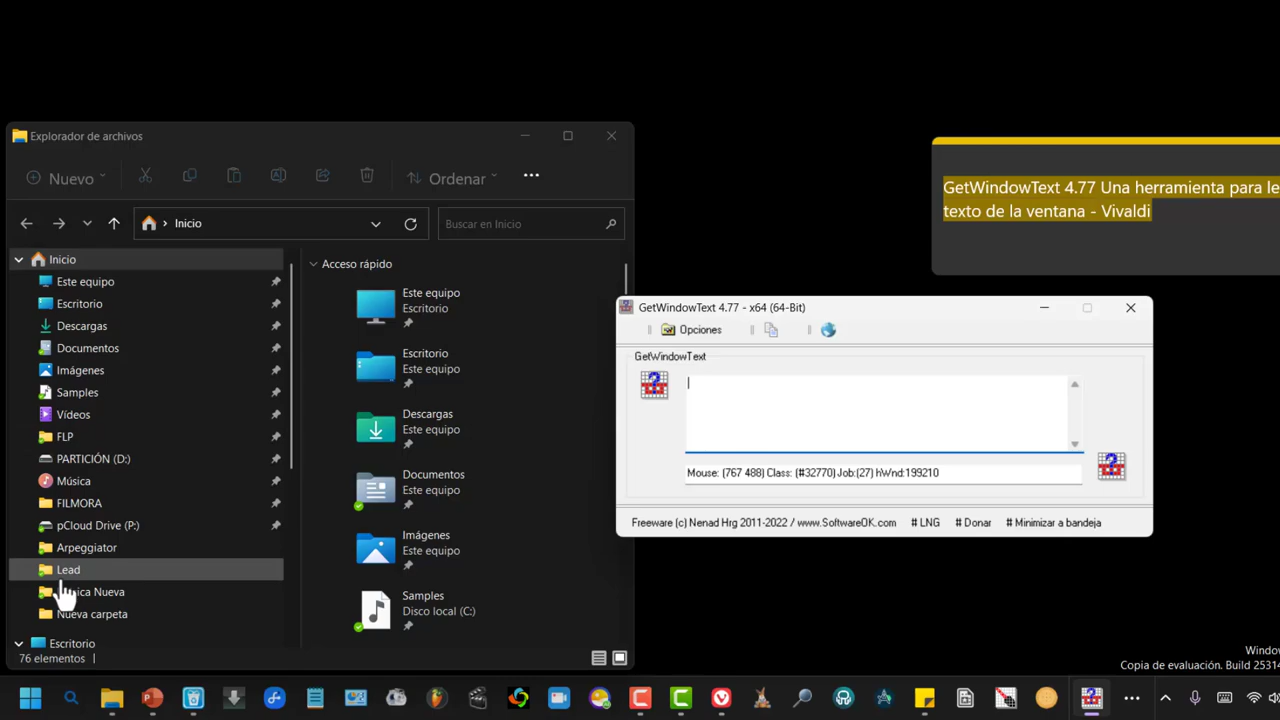 Explorador de archivos
Nuevo
Ordenar
Inicio
Buscar en Inicio
Inicio
Este equipo
Escritorio
Descargas
Documentos
Imágenes
Samples
Vídeos
FLP
PARTICIÓN (D:)
Música
FILMORA
pCloud Drive (P:)
Arpeggiator
Lead
Nueva
Nueva carpeta
Escritorio
76 elementos
Acceso rápido
Este equipo
Escritorio
Escritorio
Este equipo
Descargas
Este equipo
Documentos
Este equipo
Imágenes
Este equipo
Samples
Disco local (C:)
GetWindowText 4.77 Una herramienta para le
texto de la ventana - Vivaldi
GetWindowText 4.77 - x64 (64-Bit)
Opciones
GetWindowText
Mouse: (767 488) Class: (#32770) Job:(27) hWnd:199210
Freeware (c) Nenad Hrg 2011-2022 / www.SoftwareOK.com # LNG # Donar # Minimizar a bandeja
Window
Copia de evaluación. Build 25314